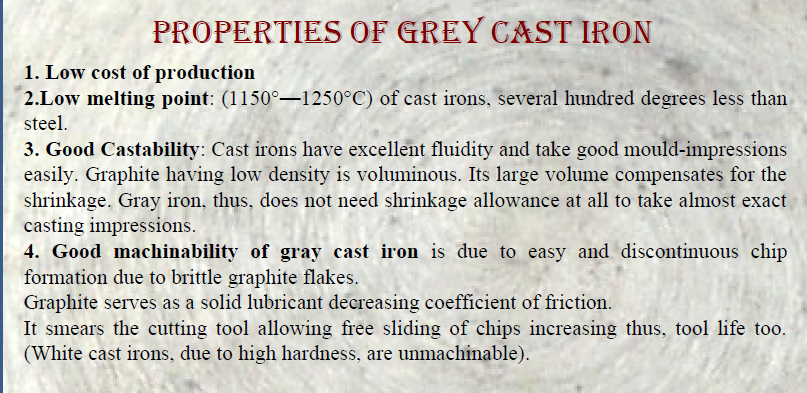 PROPERTIES OF GREY CAST IRON
1. Low cost of production
2.Low melting point: (1150°—1250°C) of cast irons, several hundred degrees less than
steel.
3. Good Castability: Cast irons have excellent fluidity and take good mould-impressions
easily. Graphite having low density is voluminous. Its large volume compensates for the
shrinkage. Gray iron, thus, does not need shrinkage allowance at all to take almost exact
casting impressions.
4. Good machinability of gray cast iron is due to easy and discontinuous chip
formation due to brittle graphite flakes.
Graphite serves as a solid lubricant decreasing coefficient of friction.
It smears the cutting tool allowing free sliding of chips increasing thus, tool life too.
(White cast irons, due to high hardness, are unmachinable).